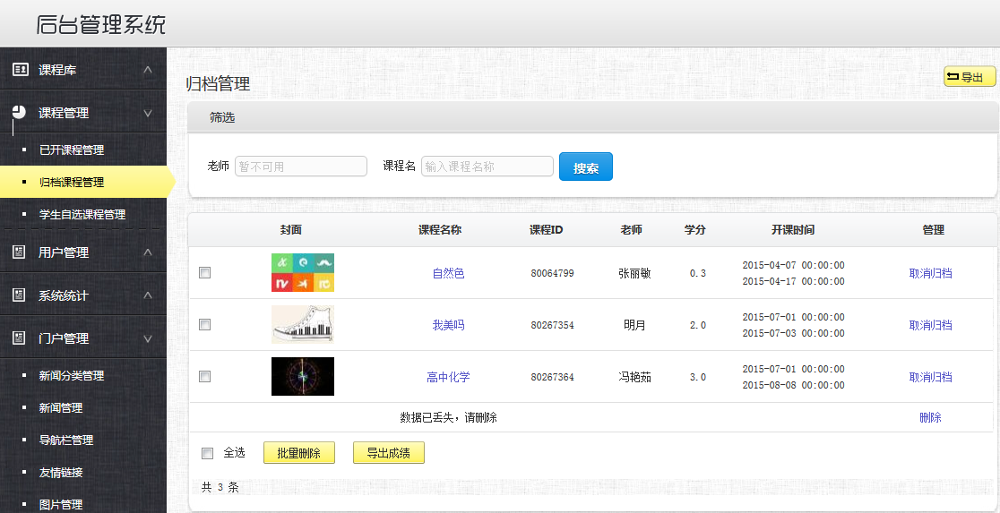 后台管理系统
课程库
课程管理
已开课程管理
归档课程管理
学生自选课程管理
用户管理
系统统计
门户管理
新闻分类管理
新闻管理
导航栏管理
友情链接
图片管理
归档管理
导出
筛选
老师 暂不可用 课程名 输入课程名称 搜索
封面 课程名称 课程ID 老师 学分 开课时间 管理
自然色 80064799 张丽敏 0.3 2015-04-07 00:00:00 取消归档
2015-04-17 00:00:00
我美吗 80267354 明月 2.0 2015-07-01 00:00:00 取消归档
2015-07-03 00:00:00
高中化学 80267364 冯艳茹 3.0 2015-07-01 00:00:00 取消归档
2015-08-08 00:00:00
数据已丢失，请删除 删除
全选 批量删除 导出成绩
共 3 条